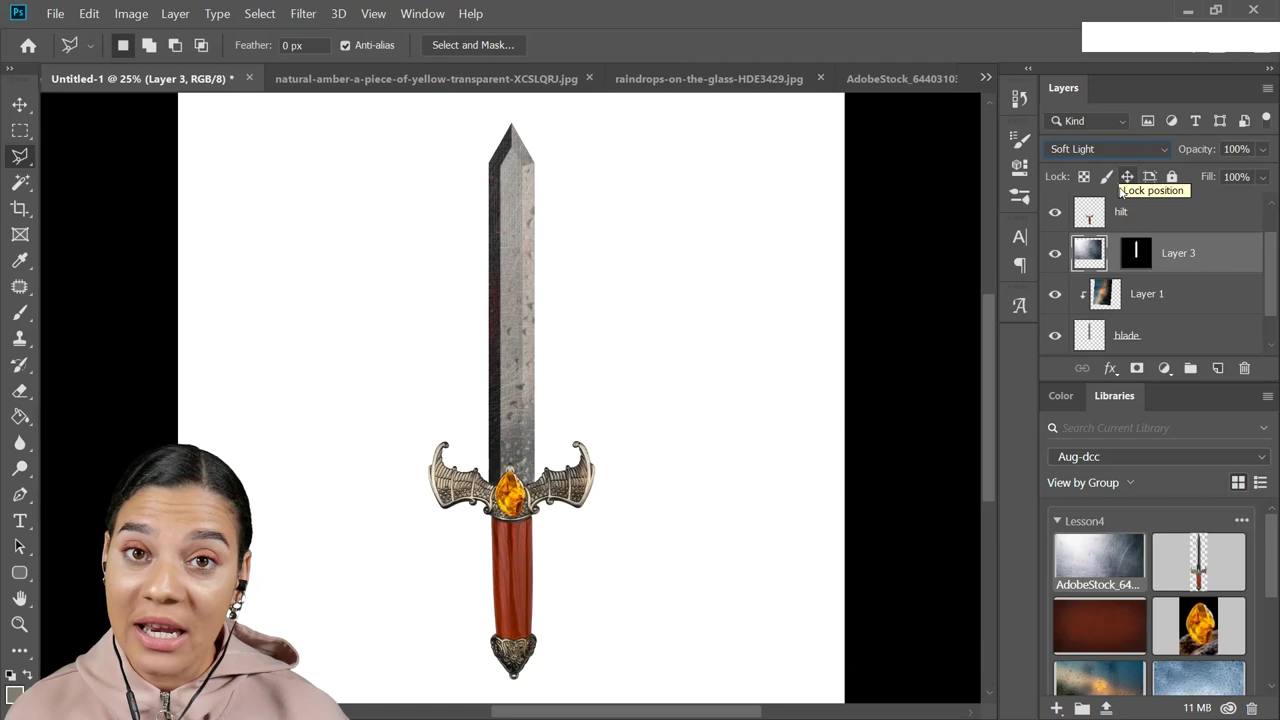 Ps File Edit Image Layer Type Select Filter 3D View Window Help
Feather: 0 px Anti-alias Select and Mask...
Untitled-1 @ 25% (Layer 3, RGB/8) * natural-amber-a-piece-of-yellow-transparent-XCSLQRJ.jpg raindrops-on-the-glass-HDE3429.jpg AdobeStock_6440310
Layers
Kind
Soft Light Opacity: 100%
Lock: Fill: 100%
Lock position
hilt
Layer 3
Layer 1
blade
fx
Color Libraries
Search Current Library
Aug-dcc
View by Group
Lesson4
AdobeStock_64...
11 MB